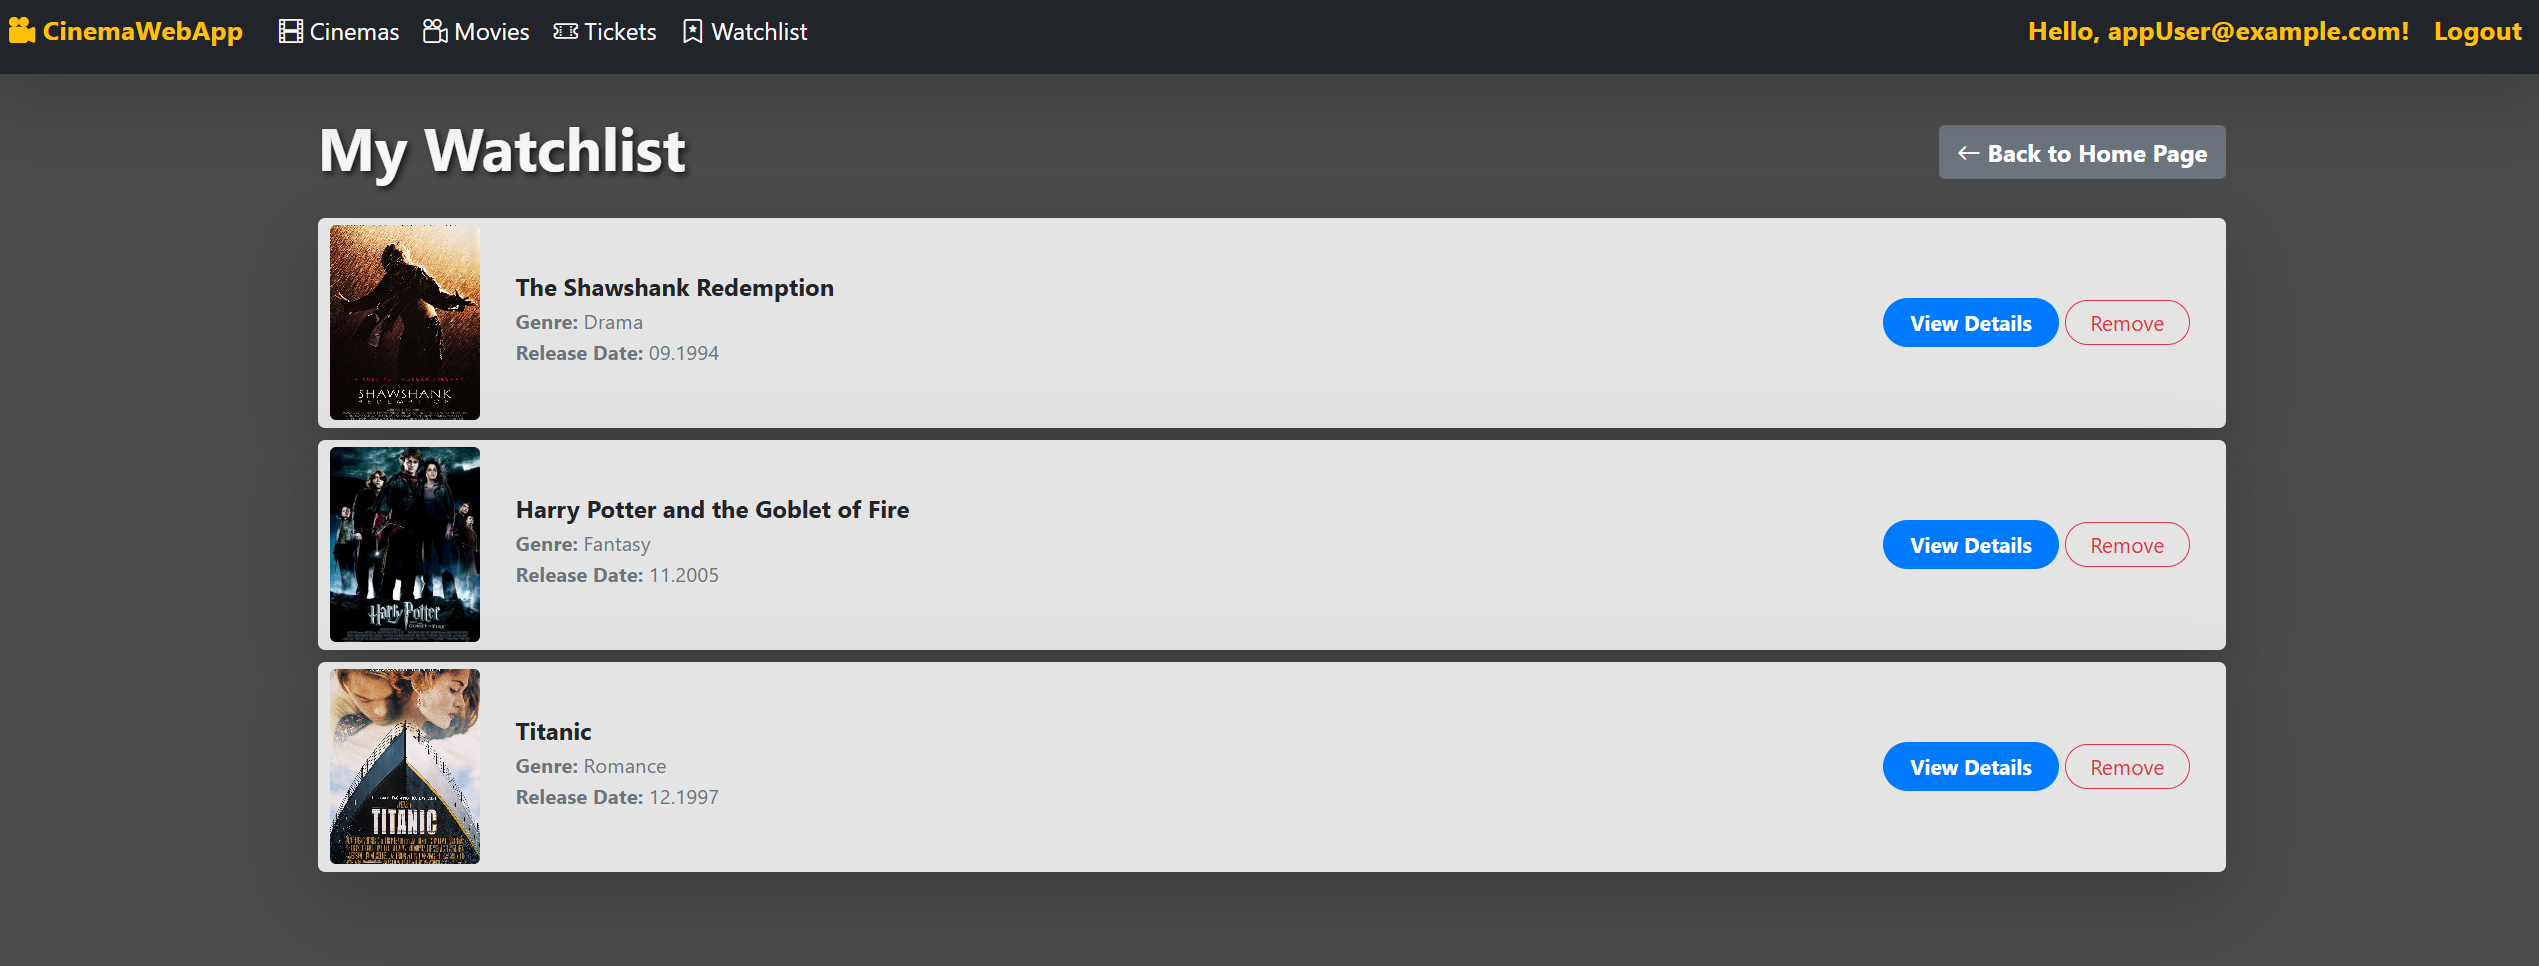 CinemaWebApp Cinemas Movies Tickets Watchlist Hello, appUser@example.com! Logout
My Watchlist
← Back to Home Page
SHAWSHANK
REDEMPTION
The Shawshank Redemption
Genre: Drama
Release Date: 09.1994
View Details Remove
Harry Potter
Harry Potter and the Goblet of Fire
Genre: Fantasy
Release Date: 11.2005
View Details Remove
TITANIC
Titanic
Genre: Romance
Release Date: 12.1997
View Details Remove